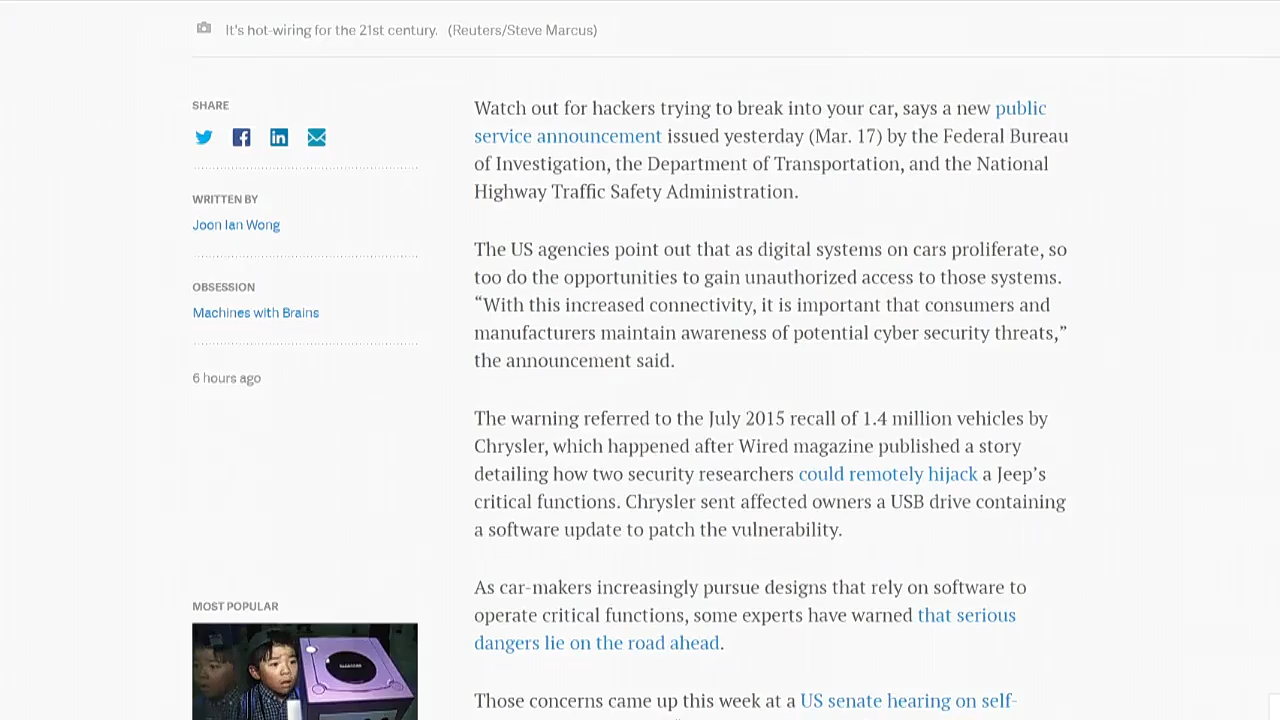 It's hot-wiring for the 21st century. (Reuters/Steve Marcus)
SHARE
WRITTEN BY
Joon Ian Wong
OBSESSION
Machines with Brains
6 hours ago
MOST POPULAR
Watch out for hackers trying to break into your car, says a new public
service announcement issued yesterday (Mar. 17) by the Federal Bureau
of Investigation, the Department of Transportation, and the National
Highway Traffic Safety Administration.
The US agencies point out that as digital systems on cars proliferate, so
too do the opportunities to gain unauthorized access to those systems.
“With this increased connectivity, it is important that consumers and
manufacturers maintain awareness of potential cyber security threats,”
the announcement said.
The warning referred to the July 2015 recall of 1.4 million vehicles by
Chrysler, which happened after Wired magazine published a story
detailing how two security researchers could remotely hijack a Jeep’s
critical functions. Chrysler sent affected owners a USB drive containing
a software update to patch the vulnerability.
As car-makers increasingly pursue designs that rely on software to
operate critical functions, some experts have warned that serious
dangers lie on the road ahead.
Those concerns came up this week at a US senate hearing on self-